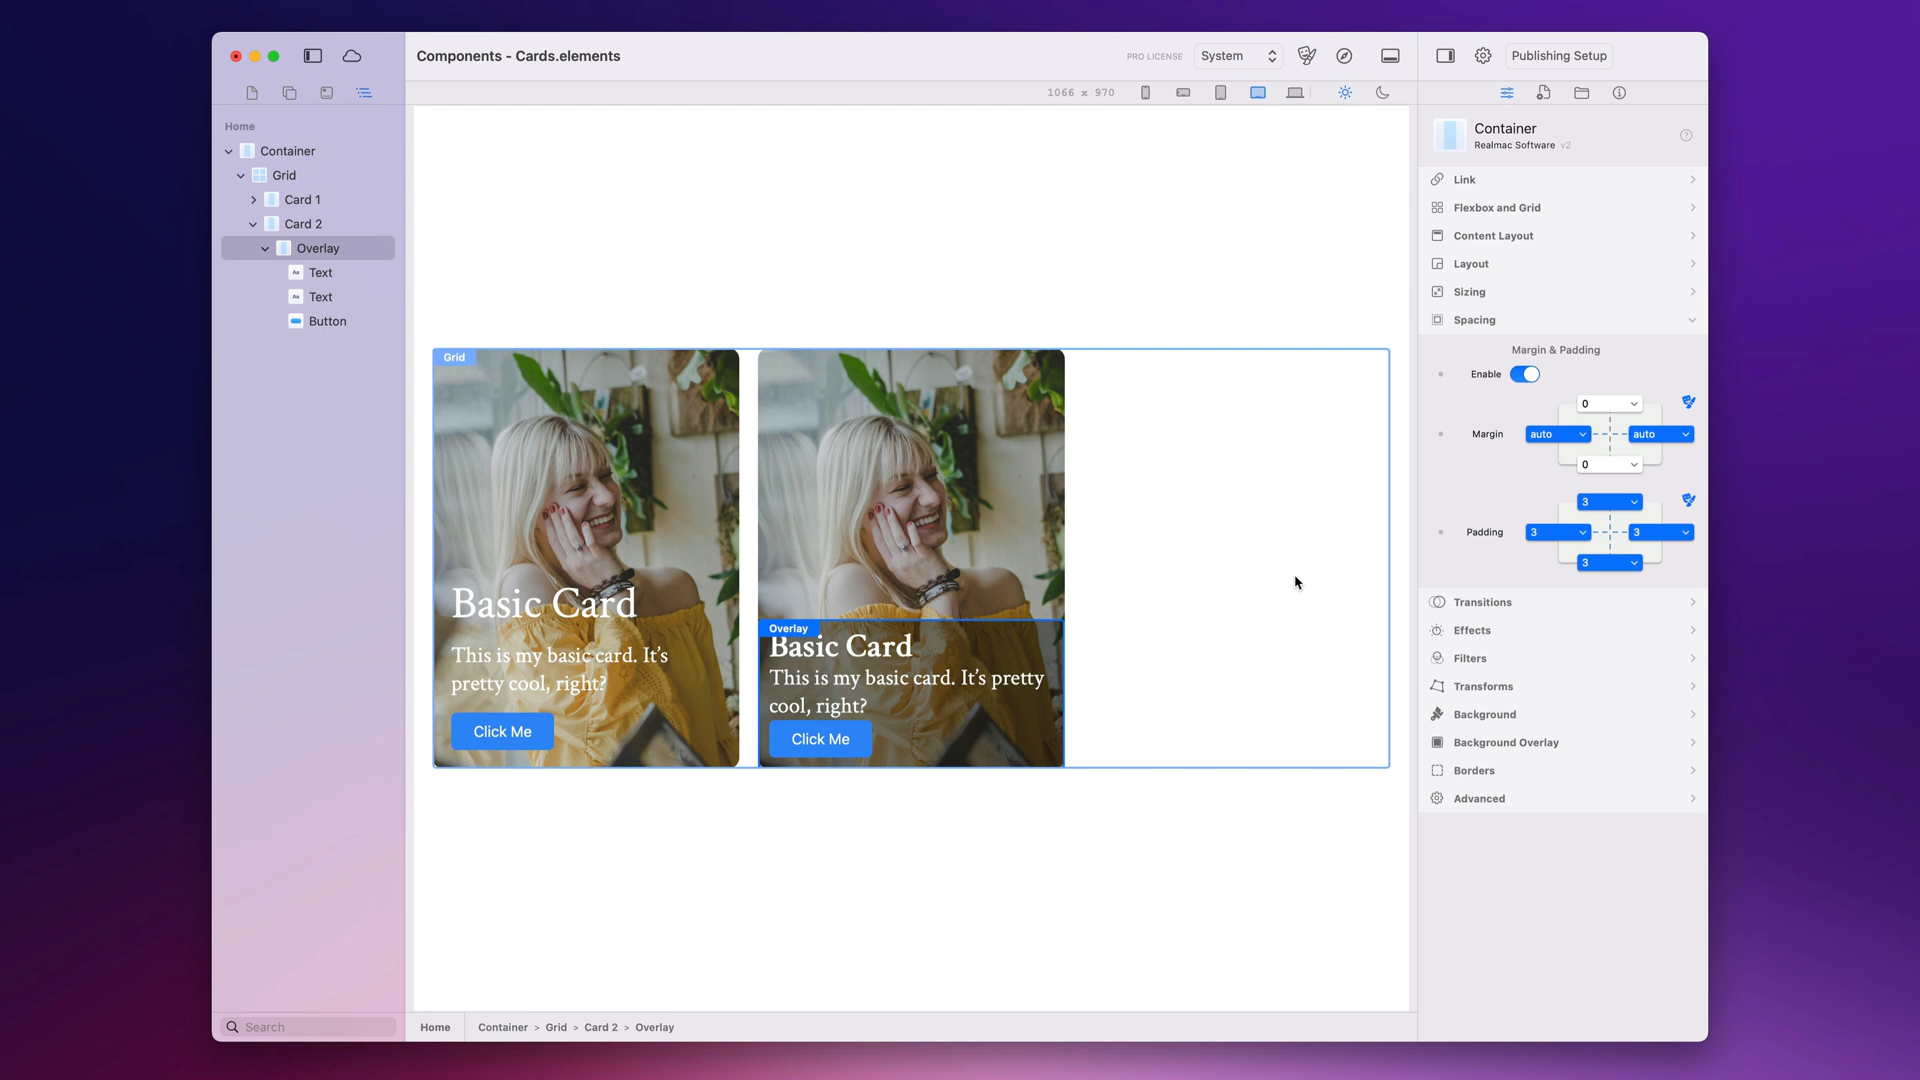 Components - Cards.elements
PRO LICENSE
System
Publishing Setup
1066 x 970
Home
Container
Grid
Card 1
Card 2
Overlay
Text
Text
Button
Search
Grid
Basic Card
This is my basic card. It's
pretty cool, right?
Click Me
Overlay
Basic Card
This is my basic card. It's pretty
cool, right?
Click Me
Home
Container > Grid > Card 2 > Overlay
Container
Realmac Software v2
Link
Flexbox and Grid
Content Layout
Layout
Sizing
Spacing
Margin & Padding
Enable
0
Margin
auto
auto
0
3
Padding
3
3
3
Transitions
Effects
Filters
Transforms
Background
Background Overlay
Borders
Advanced